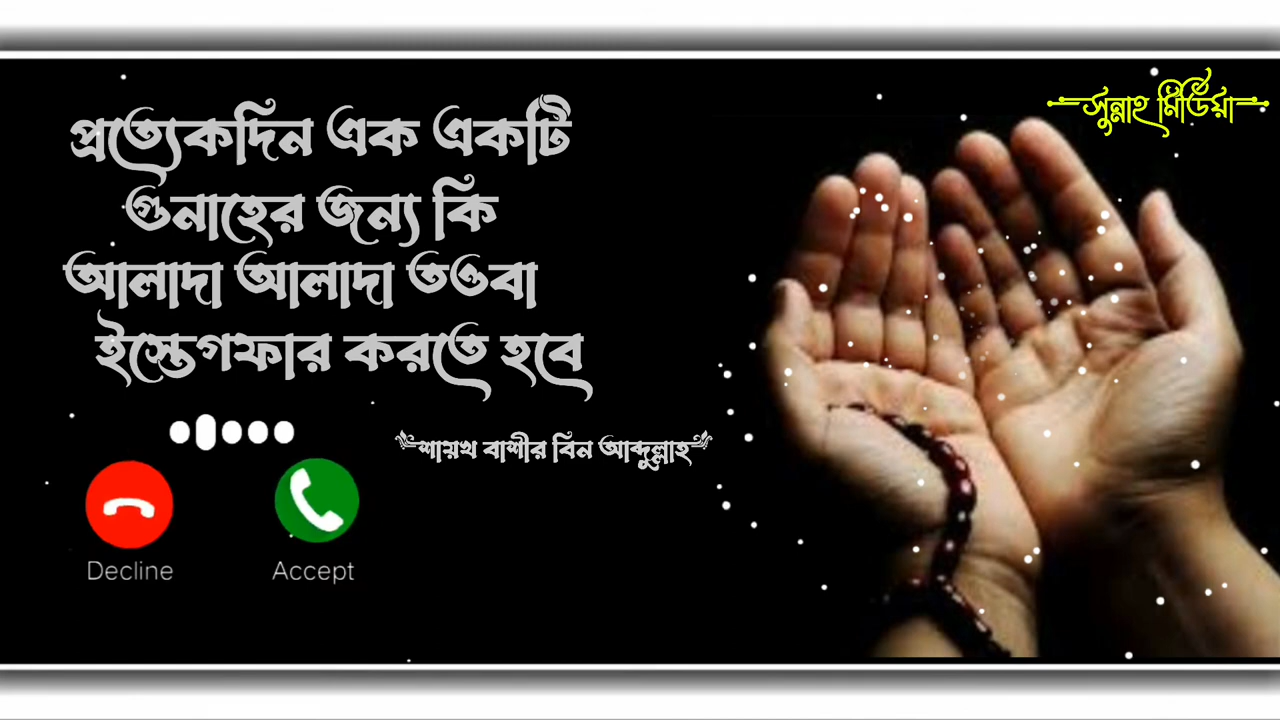 সুন্নাহ মিডিয়া
প্রত্যেকদিন এক একটি
গুনাহের জন্য কি
আলাদা আলাদা তওবা
ইস্তেগফার করতে হবে
শায়খ বাশীর বিন আব্দুল্লাহ
Decline
Accept